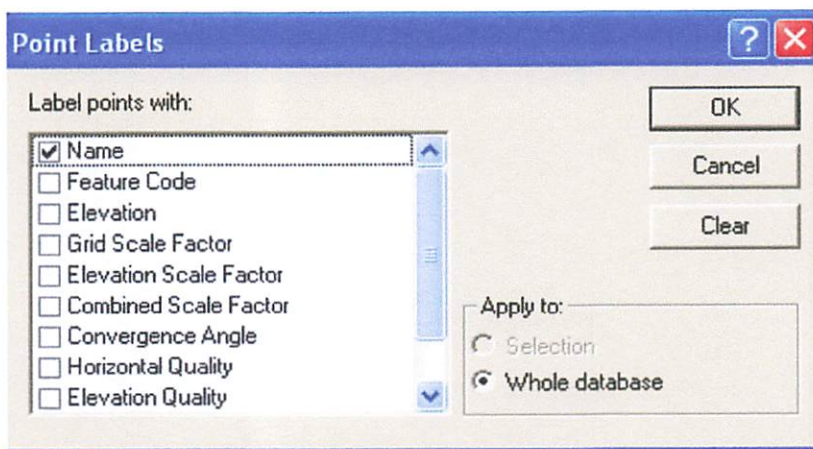 Point Labels
Label points with:
Name
Feature Code
Elevation
Grid Scale Factor
Elevation Scale Factor
Combined Scale Factor
Convergence Angle
Horizontal Quality
Elevation Quality
OK
Cancel
Clear
Apply to:
Selection
Whole database